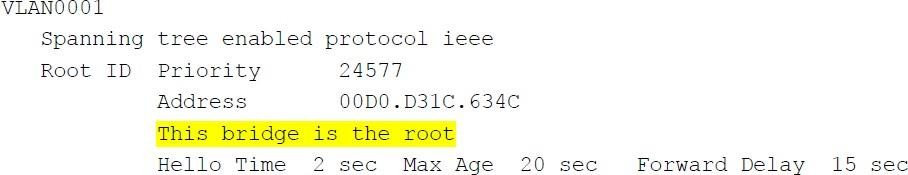 VLAN0001
Spanning tree enabled protocol ieee
Root ID Priority 24577
Address 00D0.D31C.634C
This bridge is the root
Hello Time 2 sec Max Age 20 sec Forward Delay 15 sec